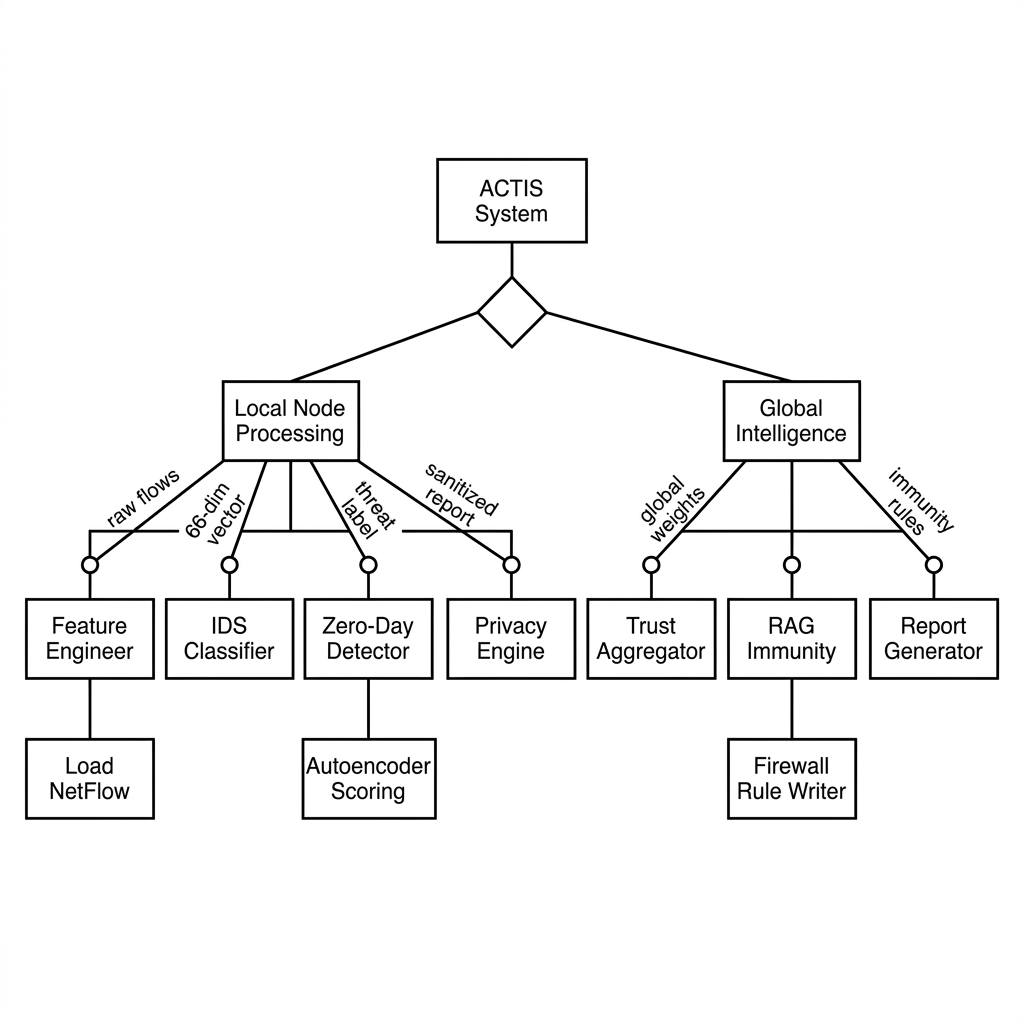 ACTIS
System
Local Node
Processing
Global
Intelligence
raw flows
66-dim
vector
threat
label
sanitized
report
global
weights
immunity
rules
Feature
Engineer
IDS
Classifier
Zero-Day
Detector
Privacy
Engine
Trust
Aggregator
RAG
Immunity
Report
Generator
Load
NetFlow
Autoencoder
Scoring
Firewall
Rule Writer